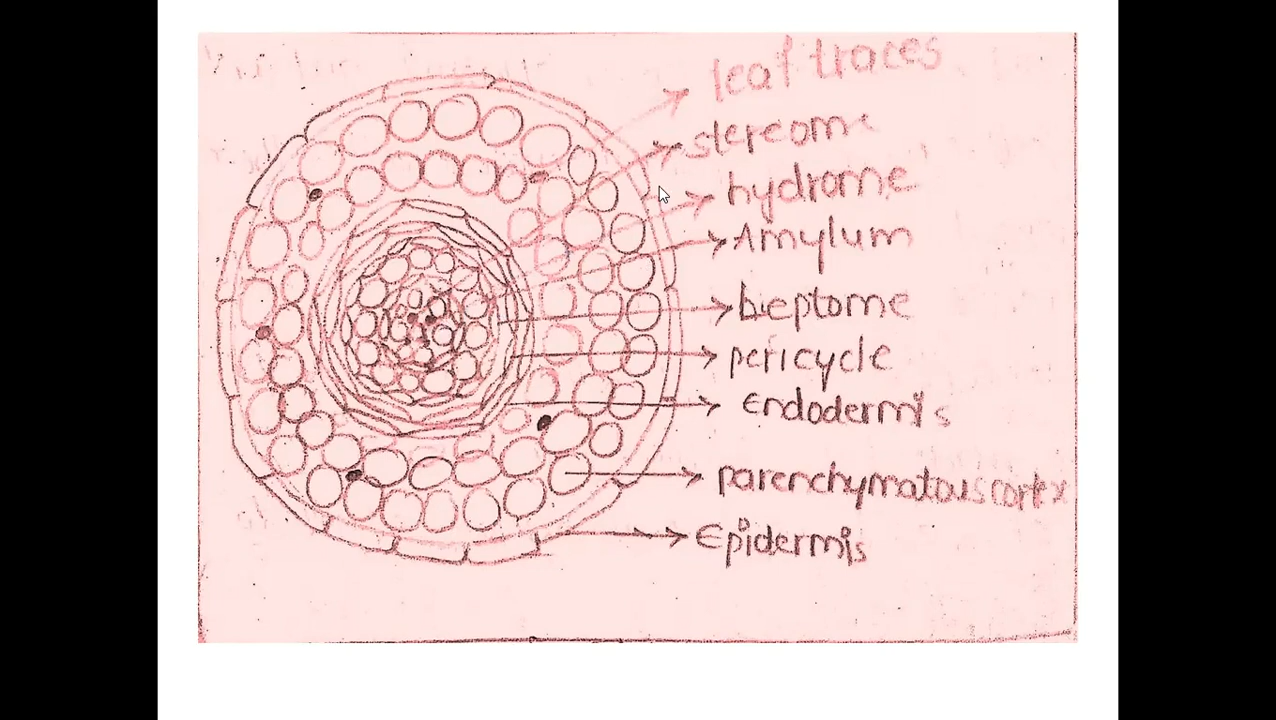 leaf traces
stereome
hydrome
Amylum
Leptome
pericycle
Endodermis
parenchymatous cortex
Epidermis